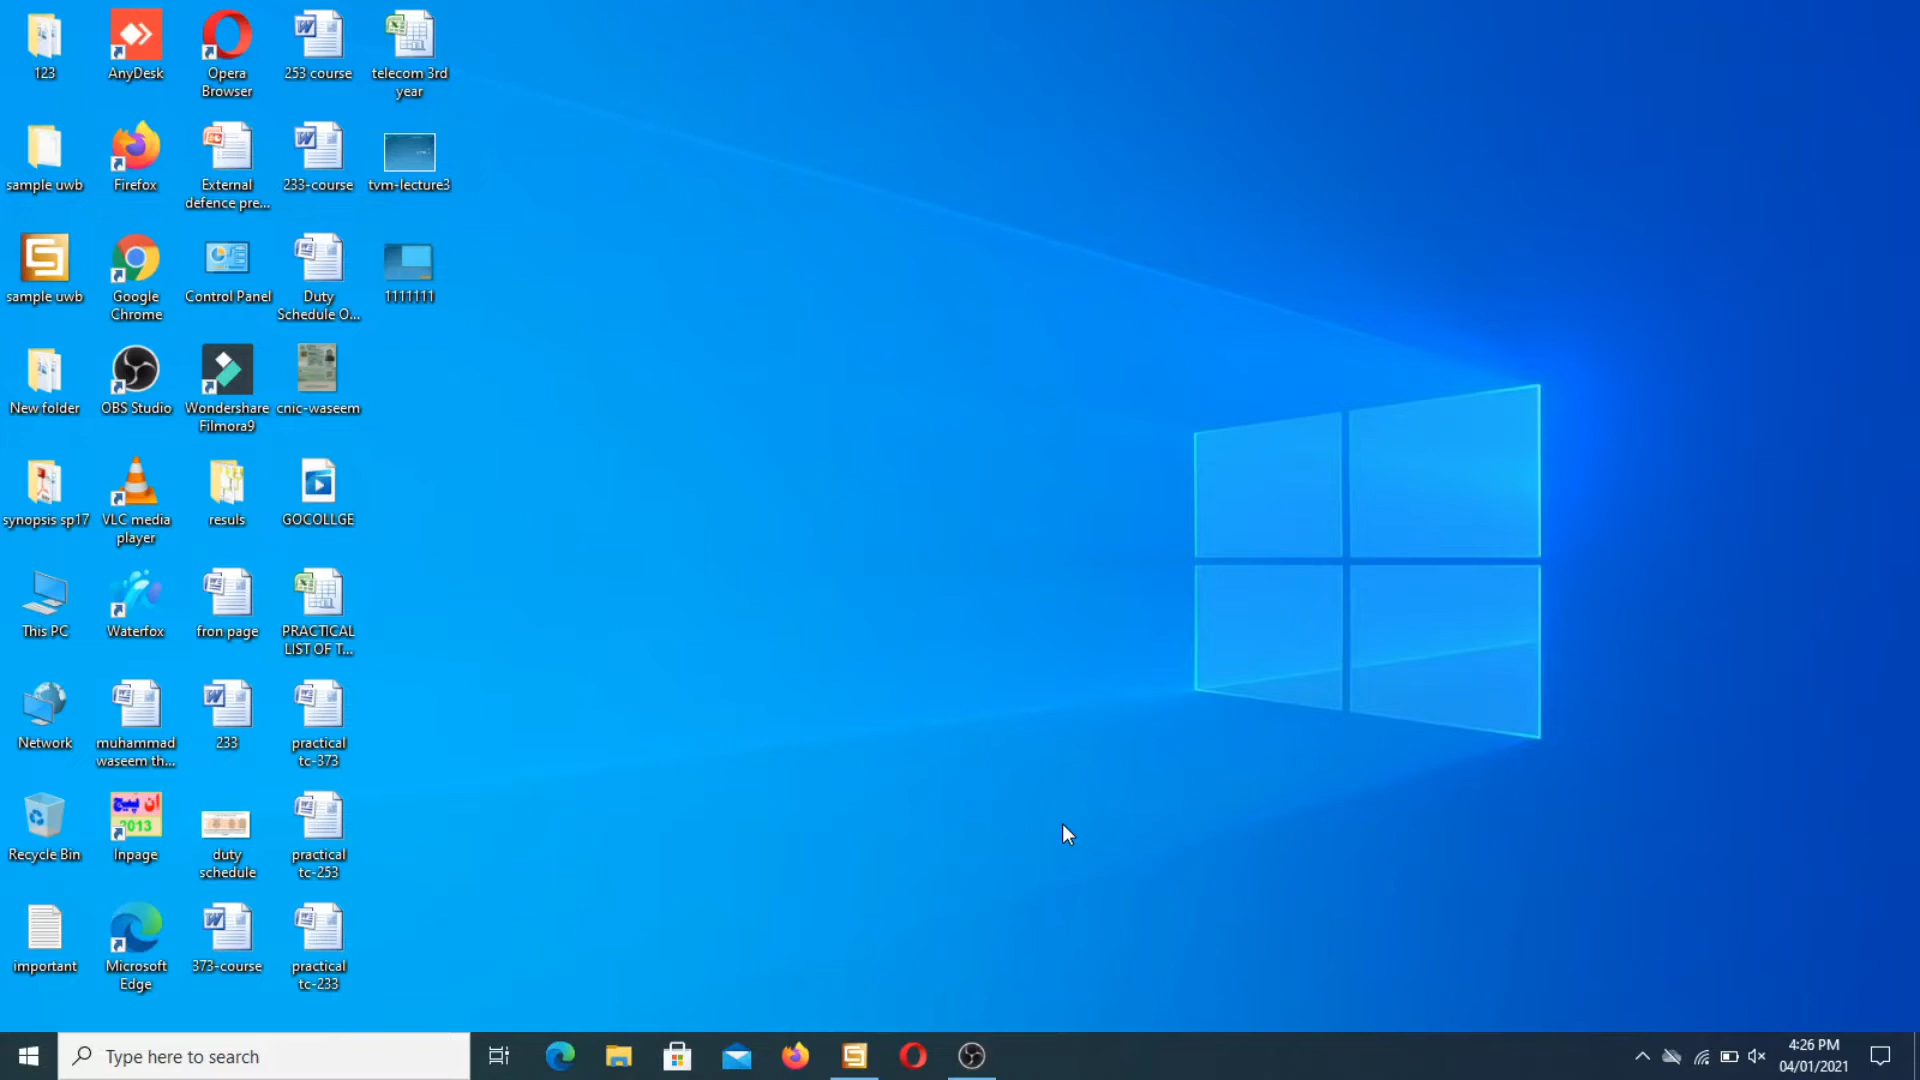 123
AnyDesk
Opera
Browser
253 course
telecom 3rd
year
sample uwb
Firefox
External
defence pre...
233-course
tvm-lecture3
sample uwb
Google
Chrome
Control Panel
Duty
Schedule O...
1111111
New folder
OBS Studio
Wondershare
Filmora9
cnic-waseem
synopsis sp17
VLC media
player
resuls
GOCOLLGE
This PC
Waterfox
fron page
PRACTICAL
LIST OF T...
Network
muhammad
waseem th...
233
practical
tc-373
Recycle Bin
ان پیج
2013
Inpage
duty
schedule
practical
tc-253
important
Microsoft
Edge
373-course
practical
tc-233
Type here to search
4:26 PM
04/01/2021